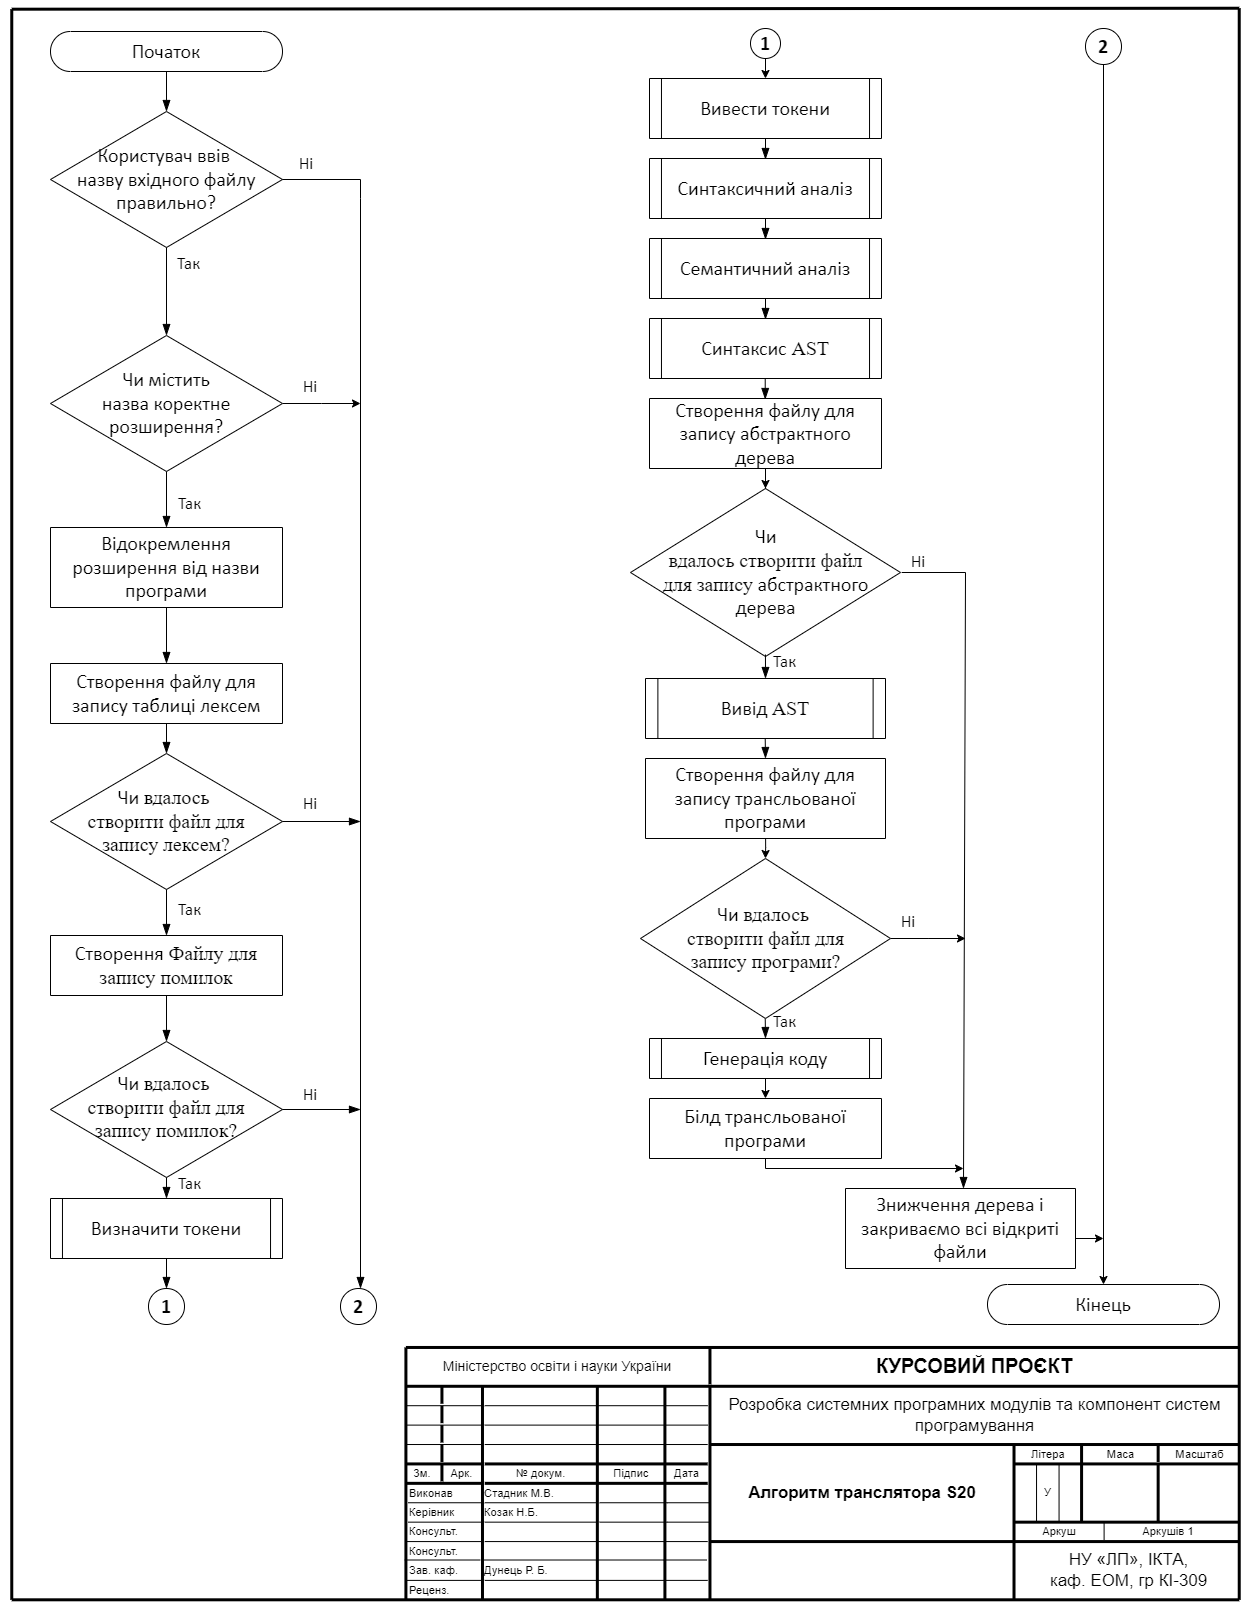 Початок
Користувач ввів
назву вхідного файлу
правильно?
Ні
Так
Чи містить
назва коректне
розширення?
Ні
Так
Відокремлення
розширення від назви
програми
Створення файлу для
запису таблиці лексем
Чи вдалось
створити файл для
запису лексем?
Ні
Так
Створення Файлу для
запису помилок
Чи вдалось
створити файл для
запису помилок?
Ні
Так
Визначити токени
1
2
1
Вивести токени
Синтаксичний аналіз
Семантичний аналіз
Синтаксис AST
Створення файлу для
запису абстрактного
дерева
Чи
вдалось створити файл
для запису абстрактного
дерева
Ні
Так
Вивід AST
Створення файлу для
запису трансльованої
програми
Чи вдалось
створити файл для
запису програми?
Ні
Так
Генерація коду
Білд трансльованої
програми
Знижчення дерева і
закриваємо всі відкриті
файли
2
Кінець
Міністерство освіти і науки України
КУРСОВИЙ ПРОЄКТ
Розробка системних програмних модулів та компонент систем
програмування
Зм. Арк. № докум. Підпис Дата
Виконав Стадник М.В.
Керівник Козак Н.Б.
Консульт.
Консульт.
Зав. каф. Дунець Р. Б.
Реценз.
Алгоритм транслятора S20
Літера Маса Масштаб
У
Аркуш Аркушів 1
НУ «ЛП», ІКТА,
каф. ЕОМ, гр КІ-309